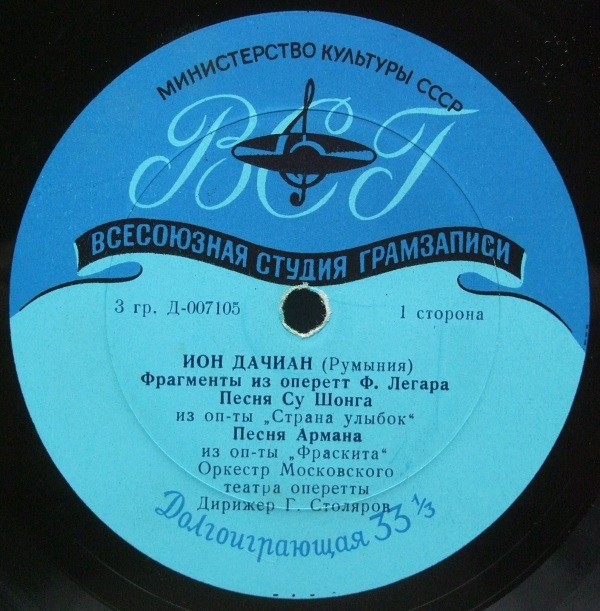 МИНИСТЕРСТВО КУЛЬТУРЫ СССР
ВСГ
ВСЕСОЮЗНАЯ СТУДИЯ ГРАМЗАПИСИ
3 гр. Д-007105
1 сторона
ИОН ДАЧИАН (Румыния)
Фрагменты из оперетт Ф. Легара
Песня Су Шонга
из оп-ты „Страна улыбок“
Песня Армана
из оп-ты „Фраскита“
Оркестр Московского
театра оперетты
Дирижер Г. Столяров
Долгоиграющая 33 1/3